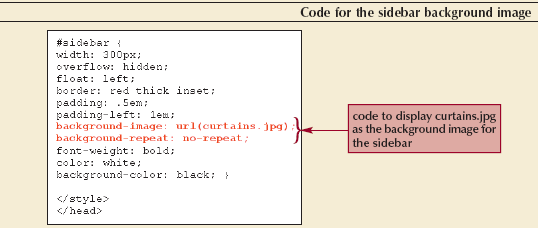 Code for the sidebar background image
#sidebar {
width: 300px;
overflow: hidden;
float: left;
border: red thick inset;
padding: .5em;
padding-left: 1em;
background-image: url(curtains.jpg);
background-repeat: no-repeat;
font-weight: bold;
color: white;
background-color: black; }
</style>
</head>
code to display curtains.jpg
as the background image for
the sidebar